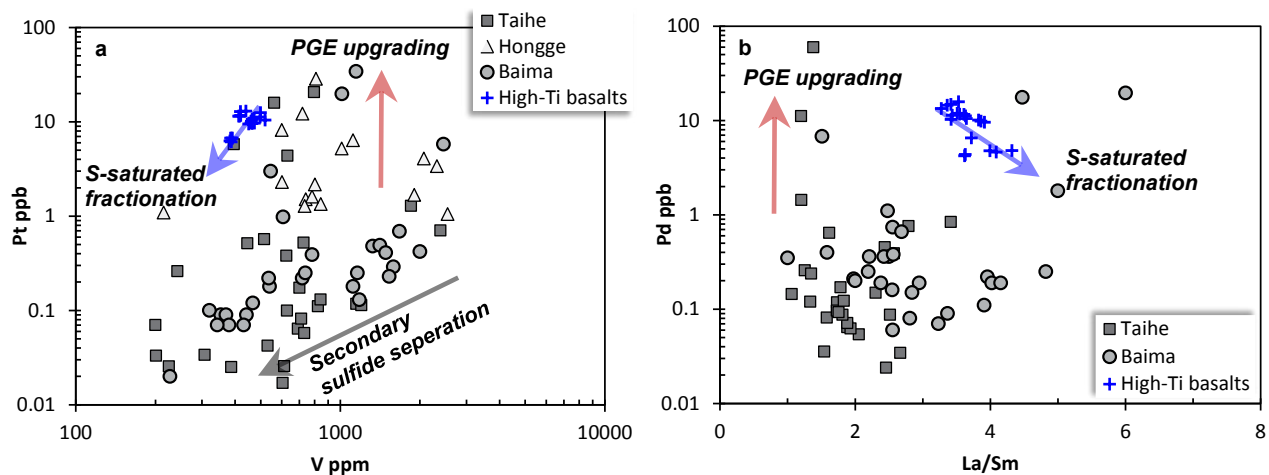 a
PGE upgrading
S-saturated
fractionation
Secondary
sulfide seperation
Taihe
Hongge
Baima
High-Ti basalts
100
10
1
0.1
0.01
Pt ppb
100
1000
10000
V ppm
b
PGE upgrading
S-saturated
fractionation
Taihe
Baima
High-Ti basalts
100
10
1
0.1
0.01
Pd ppb
0
2
4
6
8
La/Sm